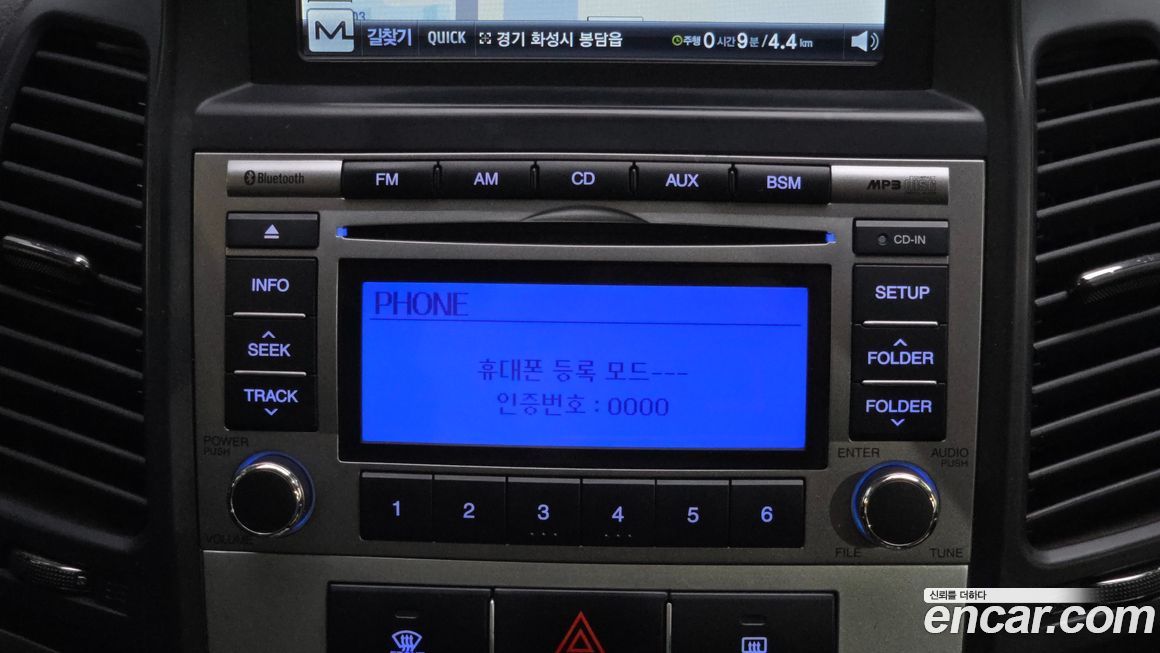 03
길찾기 QUICK 경기 화성시 봉담읍 주행 0시간 9분/4.4km
Bluetooth FM AM CD AUX BSM MP3 disc
CD-IN
INFO
SETUP
SEEK
FOLDER
TRACK
FOLDER
PHONE
휴대폰 등록 모드---
인증번호 : 0000
POWER
PUSH
VOLUME
ENTER
AUDIO
PUSH
FILE
TUNE
1 2 3 4 5 6
신뢰를 더하다
encar.com